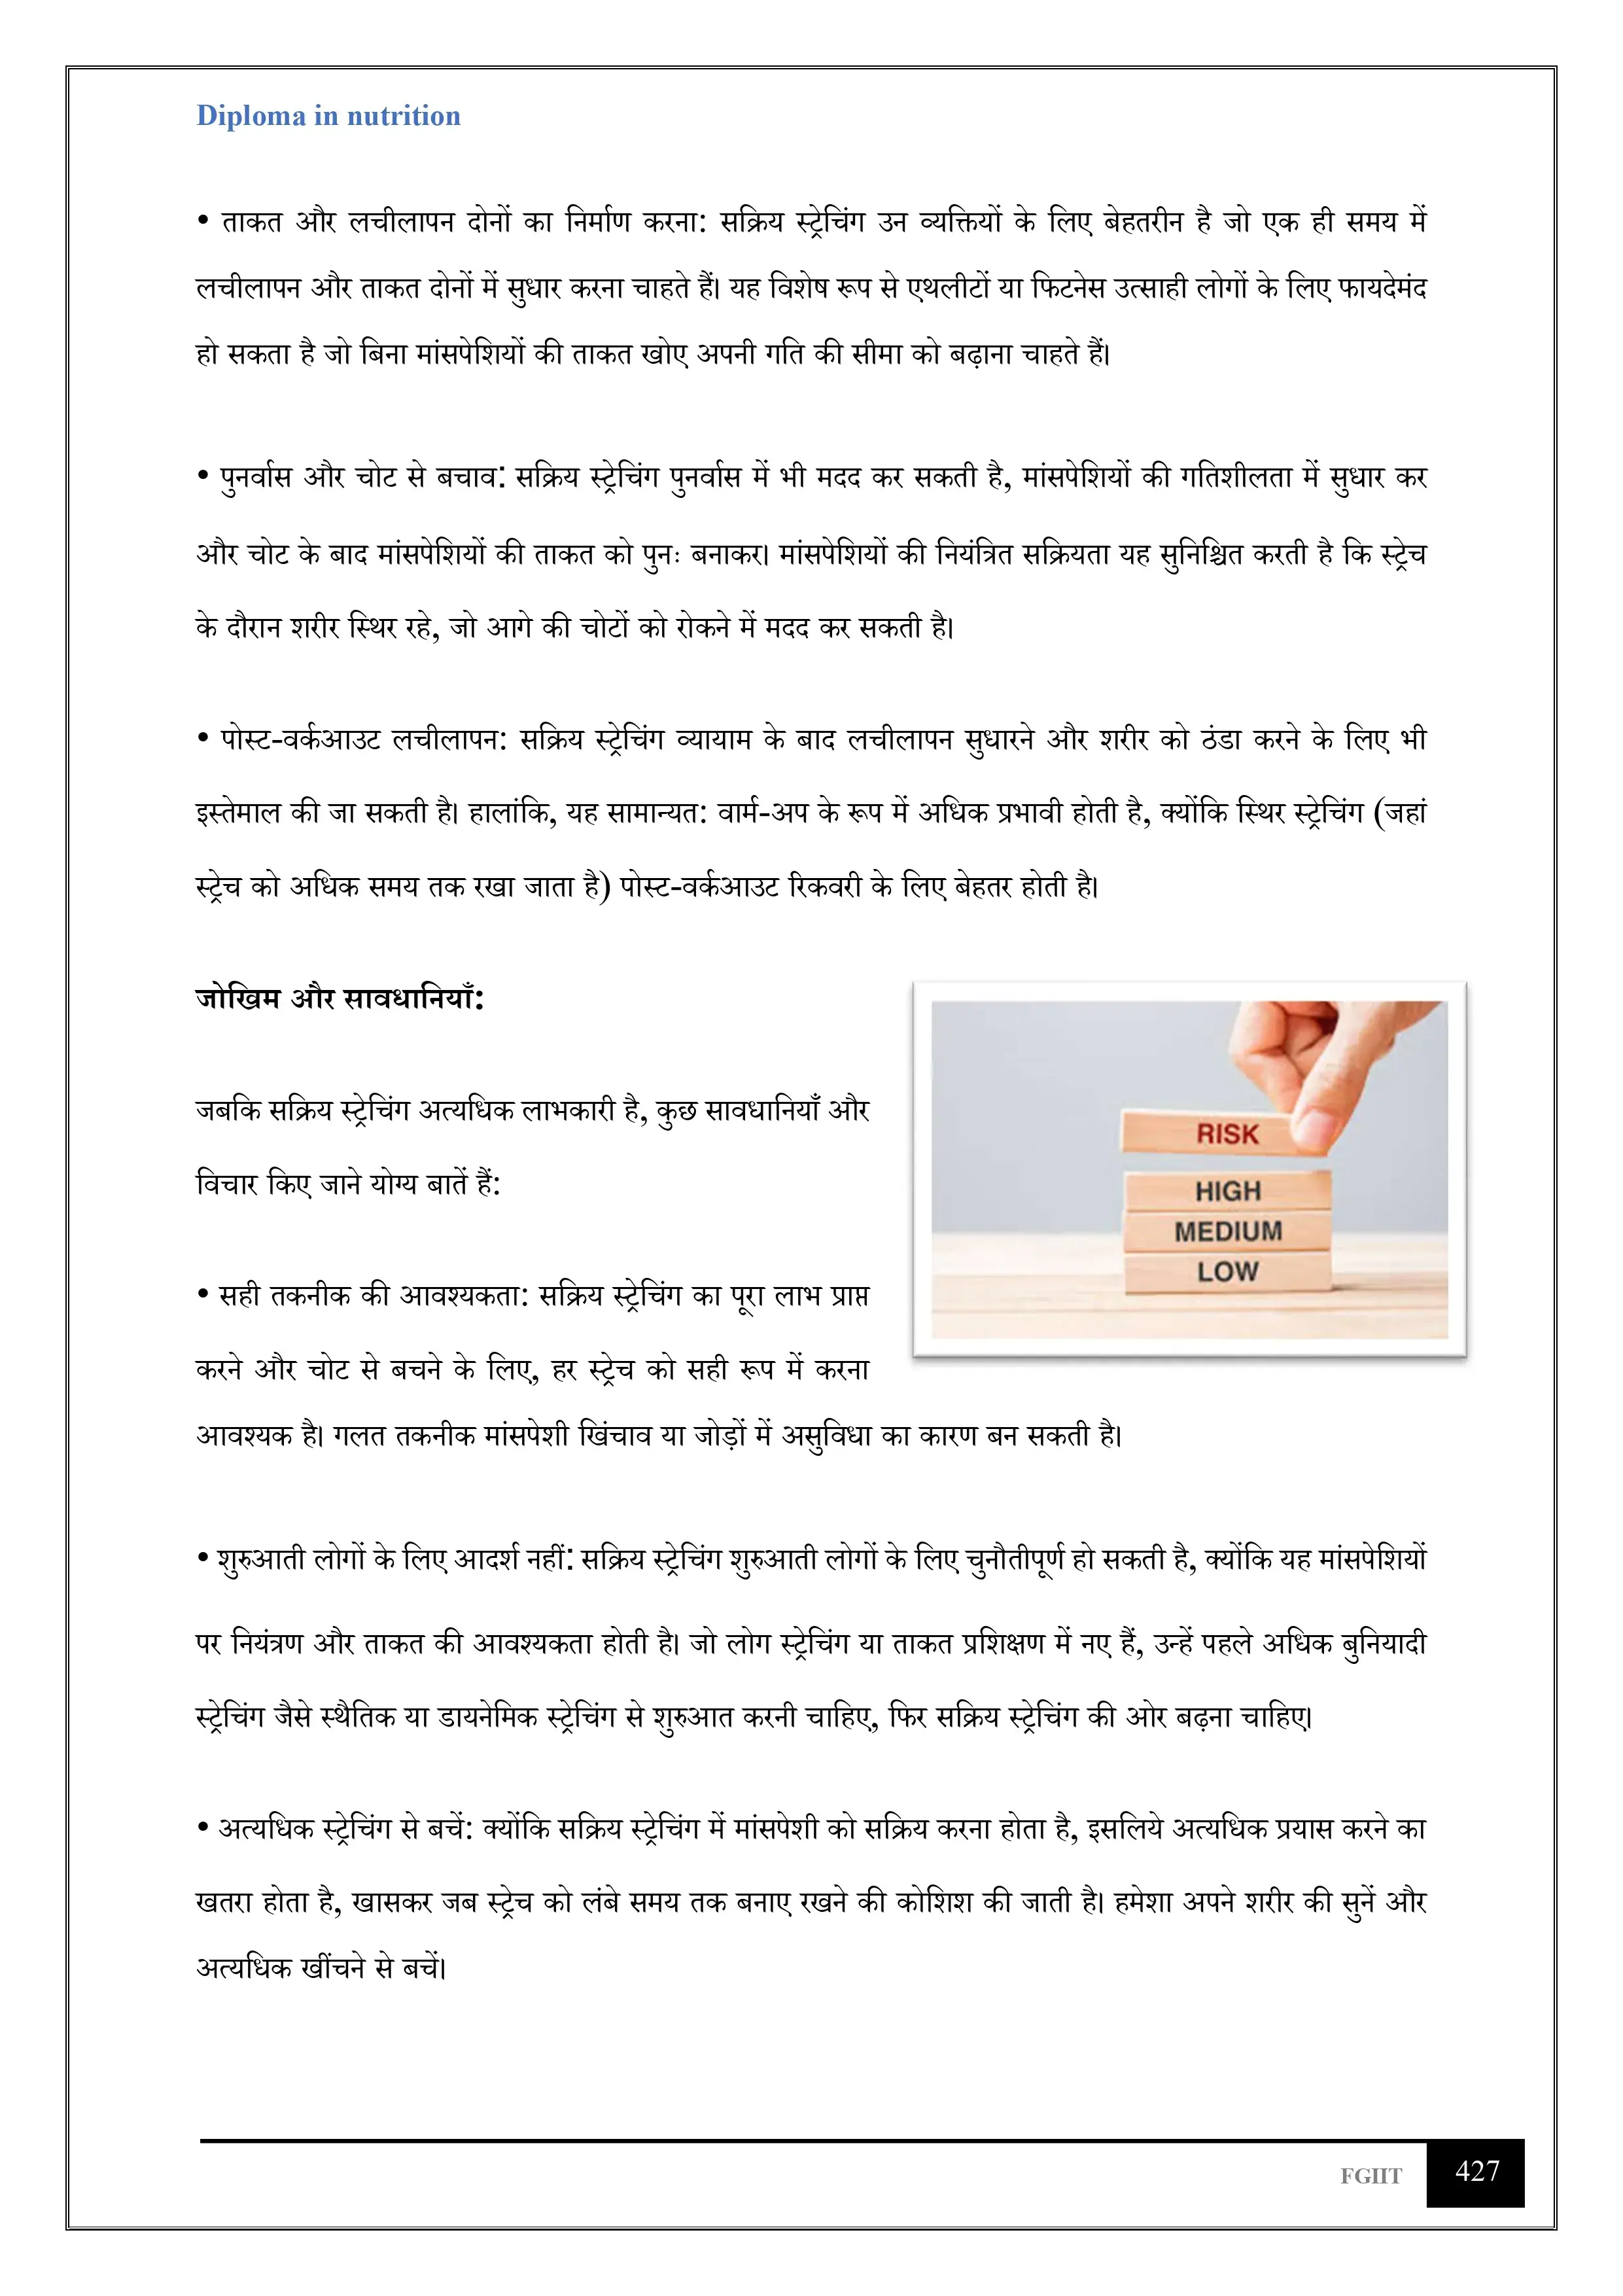 Diploma in nutrition
• ताकत और लचीलापन दोनों का निर्माण करना: सक्रिय स्ट्रेचिंग उन व्यक्तियों के लिए बेहतरीन है जो एक ही समय में
लचीलापन और ताकत दोनों में सुधार करना चाहते हैं। यह विशेष रूप से एथलीटों या फिटनेस उत्साही लोगों के लिए फायदेमंद
हो सकता है जो बिना मांसपेशियों की ताकत खोए अपनी गति की सीमा को बढ़ाना चाहते हैं।
• पुनर्वास और चोट से बचाव: सक्रिय स्ट्रेचिंग पुनर्वास में भी मदद कर सकती है, मांसपेशियों की गतिशीलता में सुधार कर
और चोट के बाद मांसपेशियों की ताकत को पुनः बनाकर। मांसपेशियों की नियंत्रित सक्रियता यह सुनिश्चित करती है कि स्ट्रेच
के दौरान शरीर स्थिर रहे, जो आगे की चोटों को रोकने में मदद कर सकती है।
• पोस्ट-वर्कआउट लचीलापन: सक्रिय स्ट्रेचिंग व्यायाम के बाद लचीलापन सुधारने और शरीर को ठंडा करने के लिए भी
इस्तेमाल की जा सकती है। हालांकि, यह सामान्यत: वार्म-अप के रूप में अधिक प्रभावी होती है, क्योंकि स्थिर स्ट्रेचिंग (जहां
स्ट्रेच को अधिक समय तक रखा जाता है) पोस्ट-वर्कआउट रिकवरी के लिए बेहतर होती है।
जोखिम और सावधानियाँ:
जबकि सक्रिय स्ट्रेचिंग अत्यधिक लाभकारी है, कुछ सावधानियाँ और
विचार किए जाने योग्य बातें हैं:
RISK
HIGH
MEDIUM
LOW
• सही तकनीक की आवश्यकता: सक्रिय स्ट्रेचिंग का पूरा लाभ प्राप्त
करने और चोट से बचने के लिए, हर स्ट्रेच को सही रूप में करना
आवश्यक है। गलत तकनीक मांसपेशी खिंचाव या जोड़ों में असुविधा का कारण बन सकती है।
• शुरुआती लोगों के लिए आदर्श नहीं: सक्रिय स्ट्रेचिंग शुरुआती लोगों के लिए चुनौतीपूर्ण हो सकती है, क्योंकि यह मांसपेशियों
पर नियंत्रण और ताकत की आवश्यकता होती है। जो लोग स्ट्रेचिंग या ताकत प्रशिक्षण में नए हैं, उन्हें पहले अधिक बुनियादी
स्ट्रेचिंग जैसे स्थैतिक या डायनेमिक स्ट्रेचिंग से शुरुआत करनी चाहिए, फिर सक्रिय स्ट्रेचिंग की ओर बढ़ना चाहिए।
• अत्यधिक स्ट्रेचिंग से बचें: क्योंकि सक्रिय स्ट्रेचिंग में मांसपेशी को सक्रिय करना होता है, इसलिये अत्यधिक प्रयास करने का
खतरा होता है, खासकर जब स्ट्रेच को लंबे समय तक बनाए रखने की कोशिश की जाती है। हमेशा अपने शरीर की सुनें और
अत्यधिक खींचने से बचें।
FGIIT 427